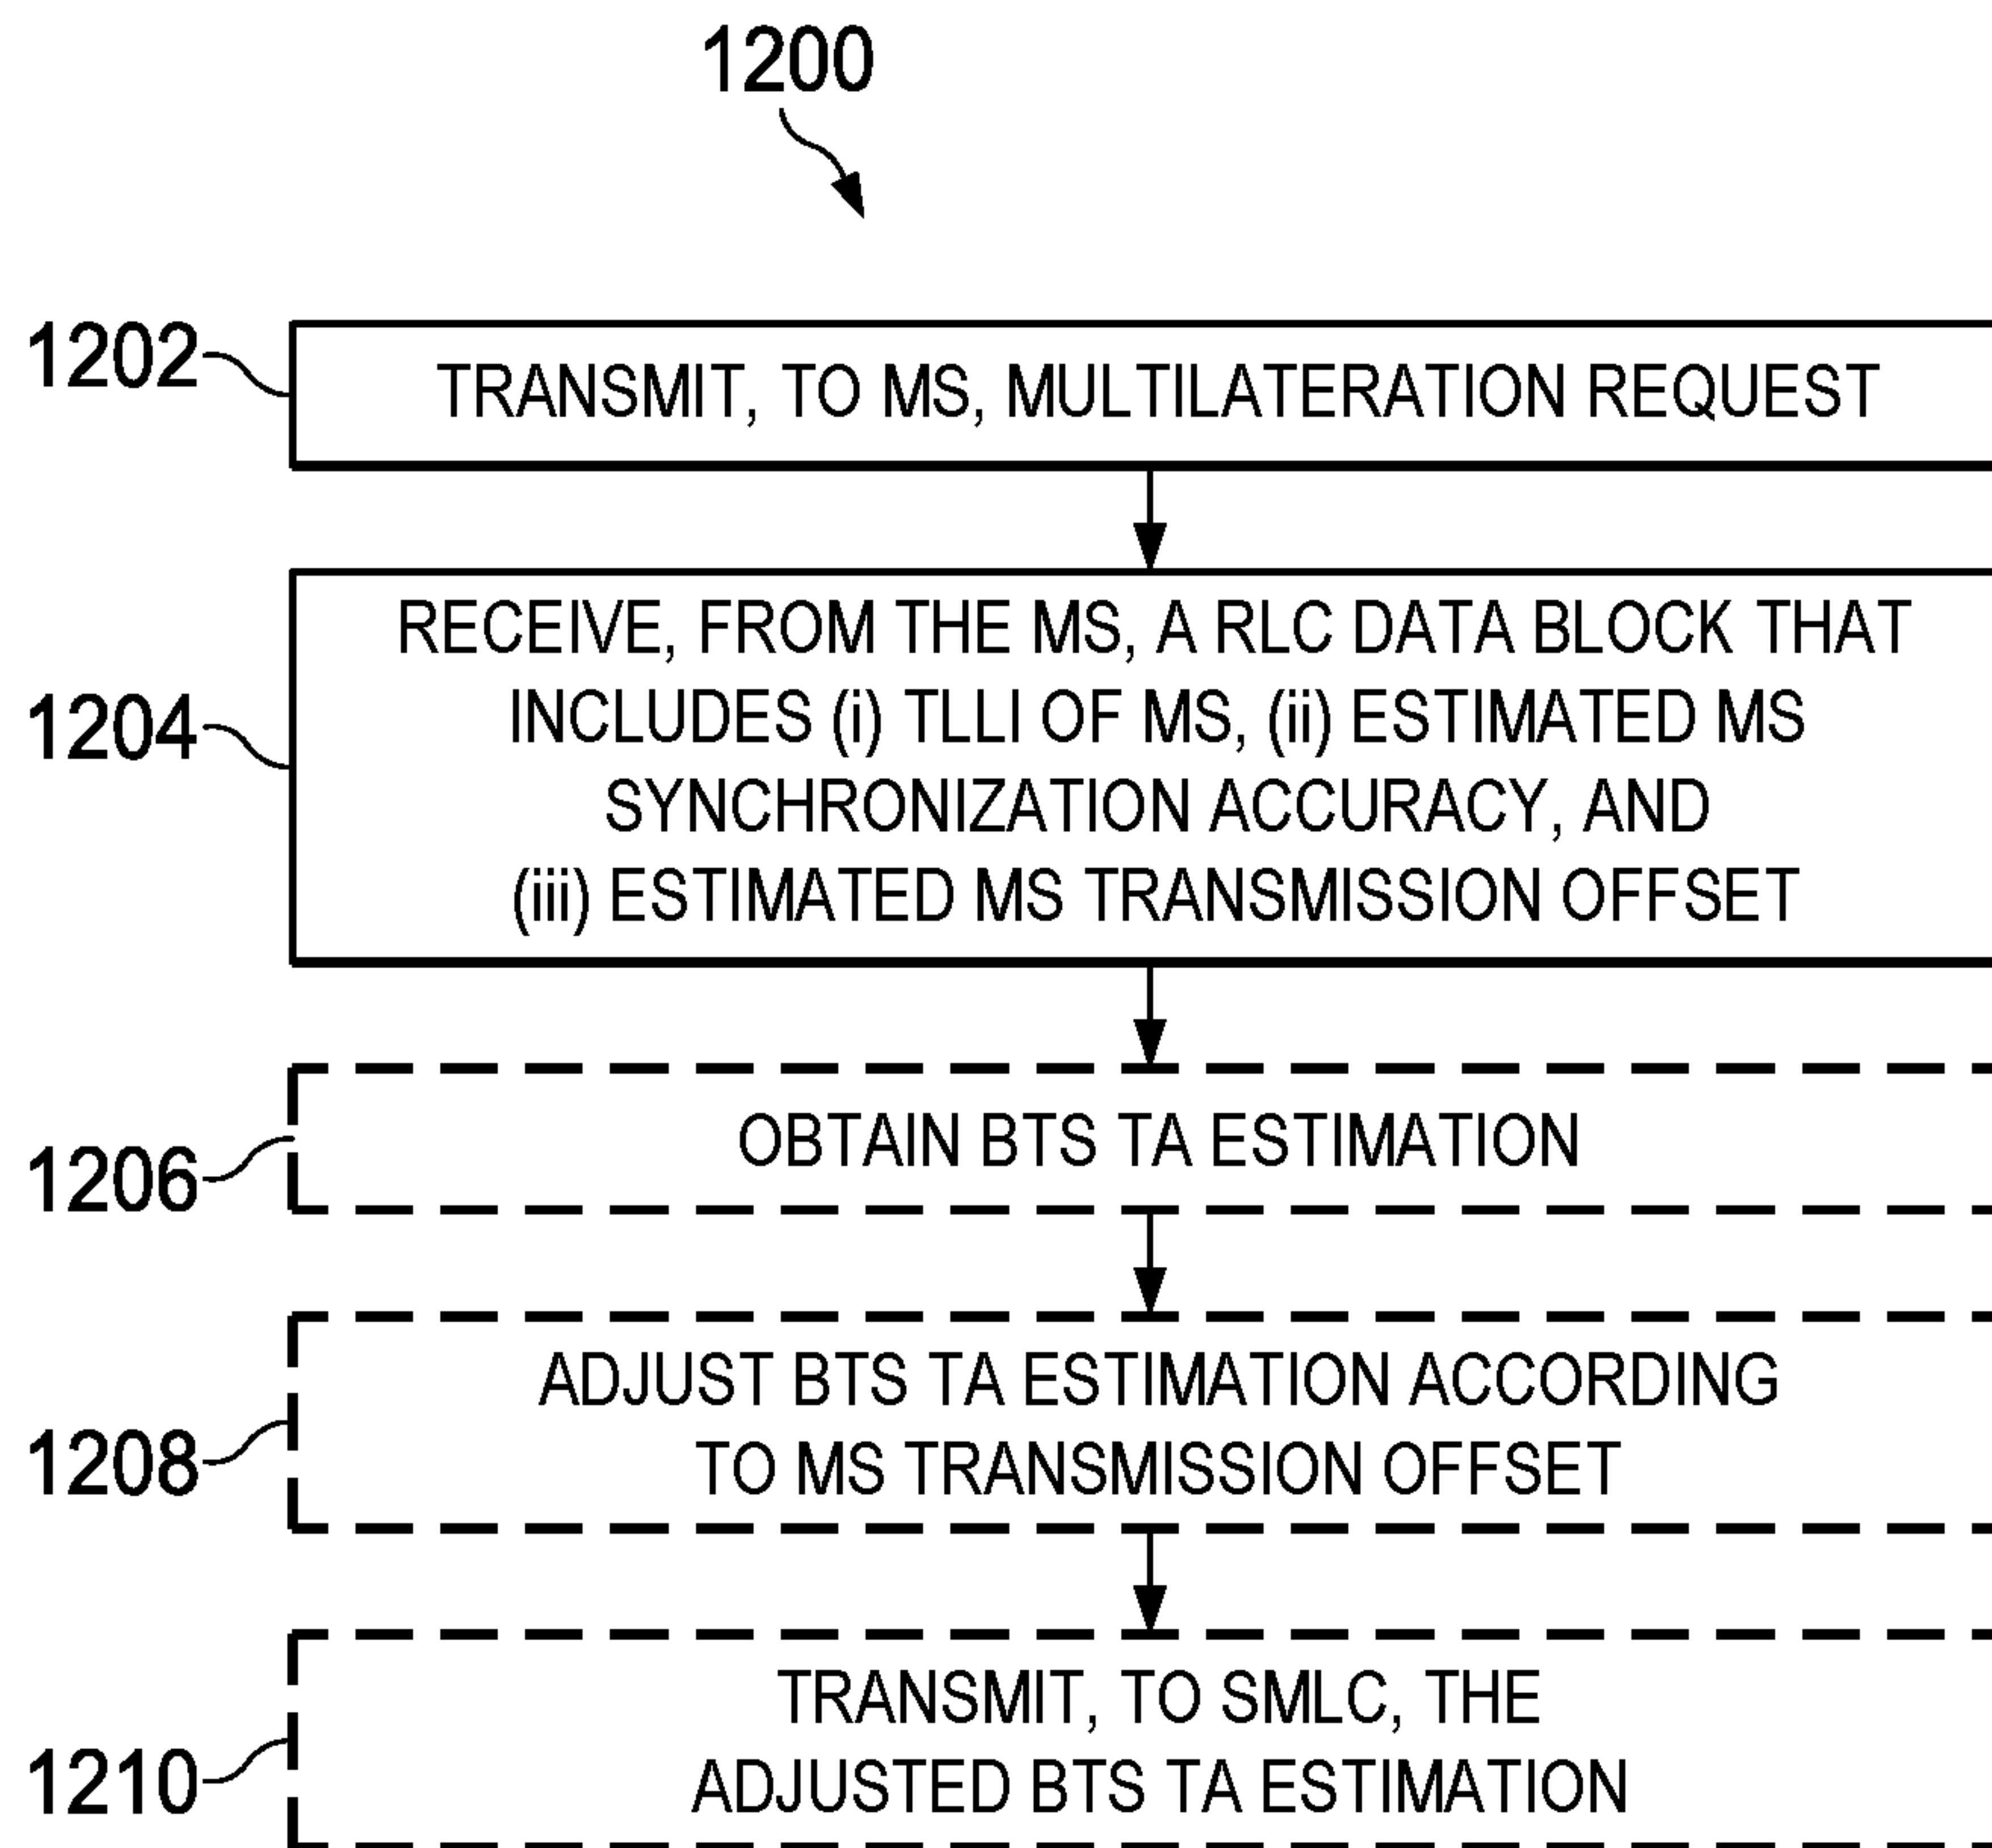 1200
1202
TRANSMIT, TO MS, MULTILATERATION REQUEST
1204
RECEIVE, FROM THE MS, A RLC DATA BLOCK THAT
INCLUDES (i) TLLI OF MS, (ii) ESTIMATED MS
SYNCHRONIZATION ACCURACY, AND
(iii) ESTIMATED MS TRANSMISSION OFFSET
1206
OBTAIN BTS TA ESTIMATION
1208
ADJUST BTS TA ESTIMATION ACCORDING
TO MS TRANSMISSION OFFSET
1210
TRANSMIT, TO SMLC, THE
ADJUSTED BTS TA ESTIMATION